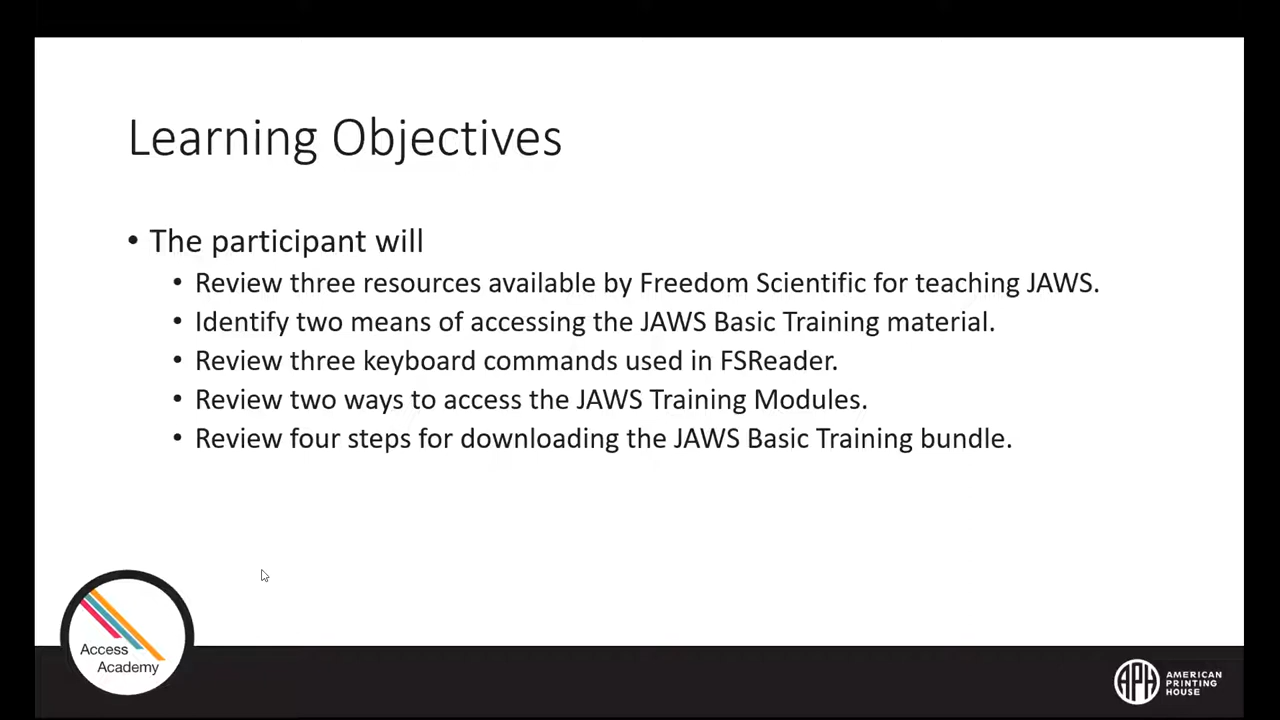 Learning Objectives
• The participant will
• Review three resources available by Freedom Scientific for teaching JAWS.
• Identify two means of accessing the JAWS Basic Training material.
• Review three keyboard commands used in FSReader.
• Review two ways to access the JAWS Training Modules.
• Review four steps for downloading the JAWS Basic Training bundle.
Access
Academy
APH
AMERICAN
PRINTING
HOUSE